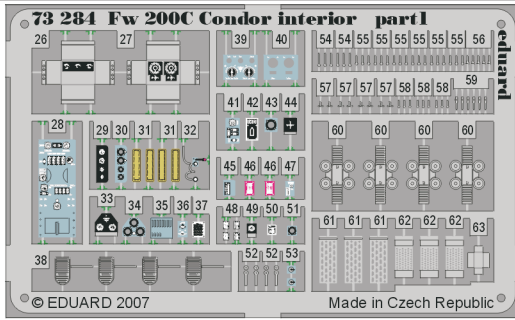 73 284 Fw 200C Condor interior part1
eduard
26 27 39 40 54 54 55 55 55 55 55 56
57 57 57 57 58 58 58 59
41 42 43 44
28 29 30 31 31 32
60 60 60 60
45 46 46 47
33 34 35 36 37
48 49 50 51
61 61 61 62 62 62 63
38 52 52 53
© EDUARD 2007 Made in Czech Republic